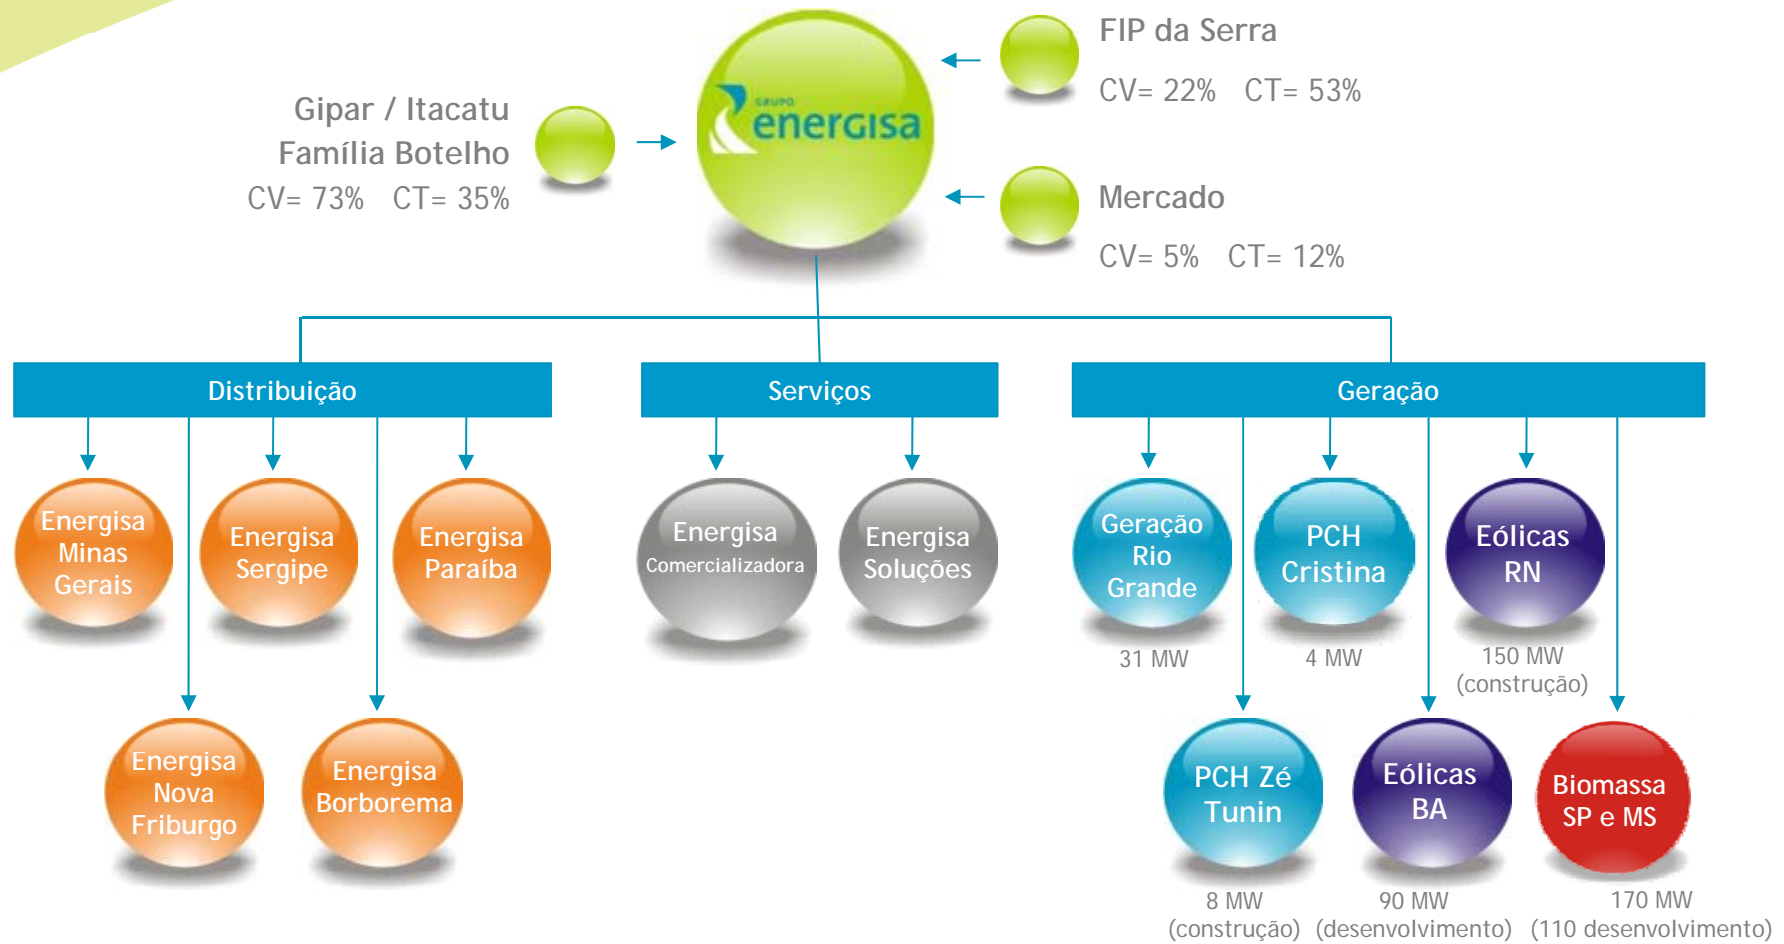 FIP da Serra
CV= 22% CT= 53%
Gipar / Itacatu
Família Botelho
CV= 73% CT= 35%
GRUPO
energisa
Mercado
CV= 5% CT= 12%
Distribuição
Serviços
Geração
Energisa
Minas
Gerais
Energisa
Sergipe
Energisa
Paraíba
Energisa
Comercializadora
Energisa
Soluções
Geração
Rio
Grande
31 MW
PCH
Cristina
4 MW
Eólicas
RN
150 MW
(construção)
Energisa
Nova
Friburgo
Energisa
Borborema
PCH Zé
Tunin
8 MW
(construção)
Eólicas
BA
90 MW
(desenvolvimento)
Biomassa
SP e MS
170 MW
(110 desenvolvimento)